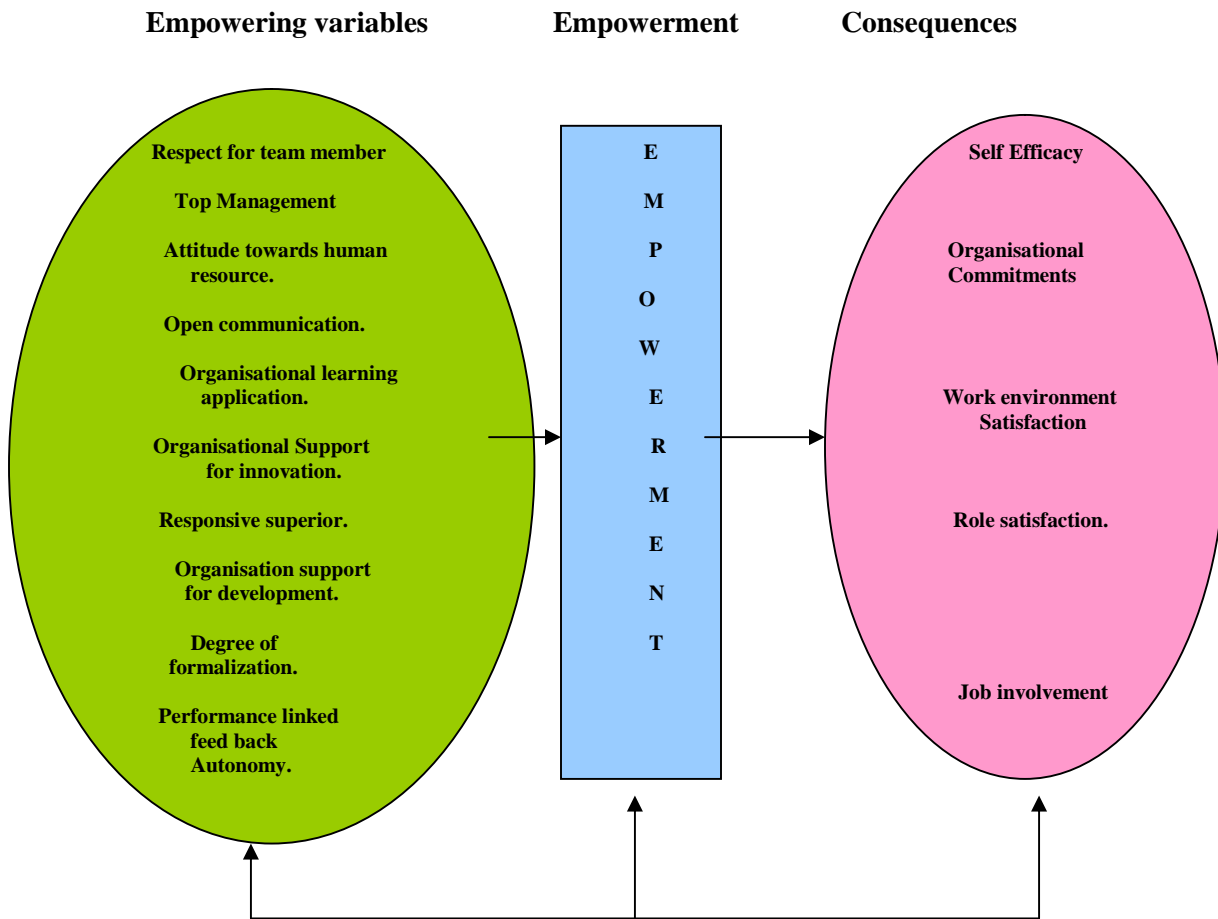 Empowering variables
Empowerment
Consequences
Respect for team member
Top Management
Attitude towards human
resource.
Open communication.
Organisational learning
application.
Organisational Support
for innovation.
Responsive superior.
Organisation support
for development.
Degree of
formalization.
Performance linked
feed back
Autonomy.
E
M
P
O
W
E
R
M
E
N
T
Self Efficacy
Organisational
Commitments
Work environment
Satisfaction
Role satisfaction.
Job involvement